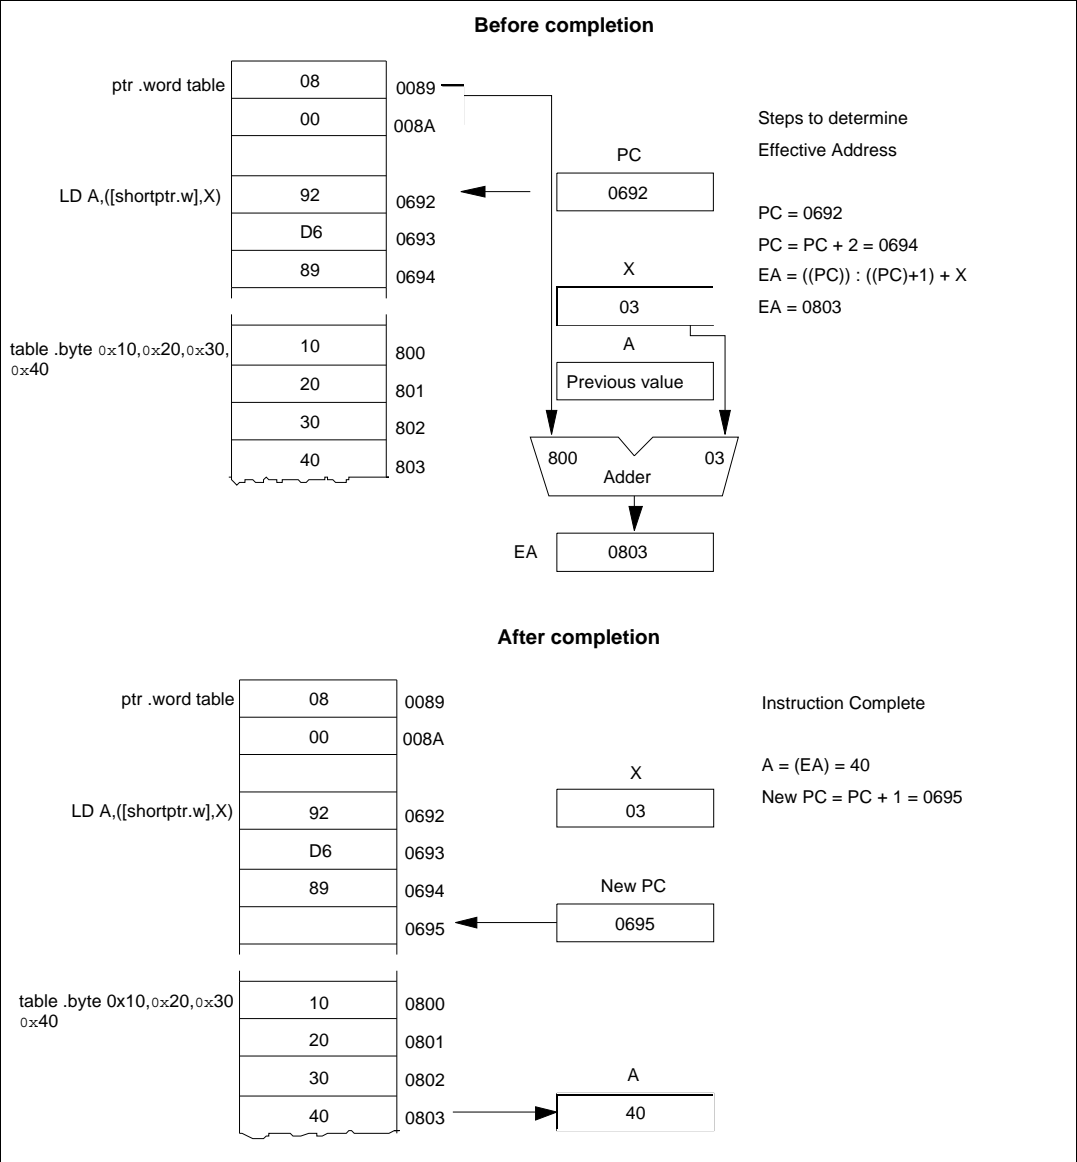 Before completion
ptr .word table
08
0089
00
008A
LD A,([shortptr.w],X)
92
0692
D6
0693
89
0694
table .byte 0x10,0x20,0x30,
0x40
10
800
20
801
30
802
40
803
PC
0692
X
03
A
Previous value
800
03
Adder
EA
0803
Steps to determine
Effective Address
PC = 0692
PC = PC + 2 = 0694
EA = ((PC)) : ((PC)+1) + X
EA = 0803
After completion
ptr .word table
08
0089
00
008A
LD A,([shortptr.w],X)
92
0692
D6
0693
89
0694
0695
table .byte 0x10,0x20,0x30
0x40
10
0800
20
0801
30
0802
40
0803
X
03
New PC
0695
A
40
Instruction Complete
A = (EA) = 40
New PC = PC + 1 = 0695